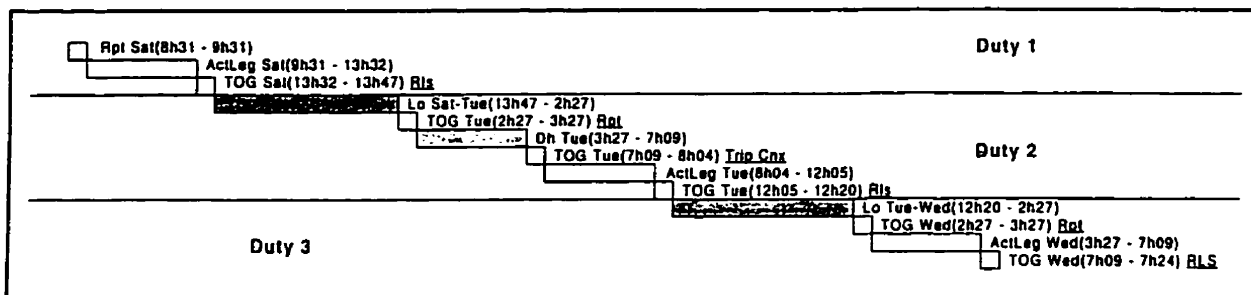 Rpt Sat(8h31 - 9h31)
Duty 1
ActLeg Sat(9h31 - 13h32)
TOG Sat(13h32 - 13h47) Rls
Lo Sat-Tue(13h47 - 2h27)
TOG Tue(2h27 - 3h27) Rpt
Dh Tue(3h27 - 7h09)
TOG Tue(7h09 - 8h04) Trip Cnx
Duty 2
ActLeg Tue(8h04 - 12h05)
TOG Tue(12h05 - 12h20) Rls
Lo Tue-Wed(12h20 - 2h27)
TOG Wed(2h27 - 3h27) Rpt
Duty 3
ActLeg Wed(3h27 - 7h09)
TOG Wed(7h09 - 7h24) RLS